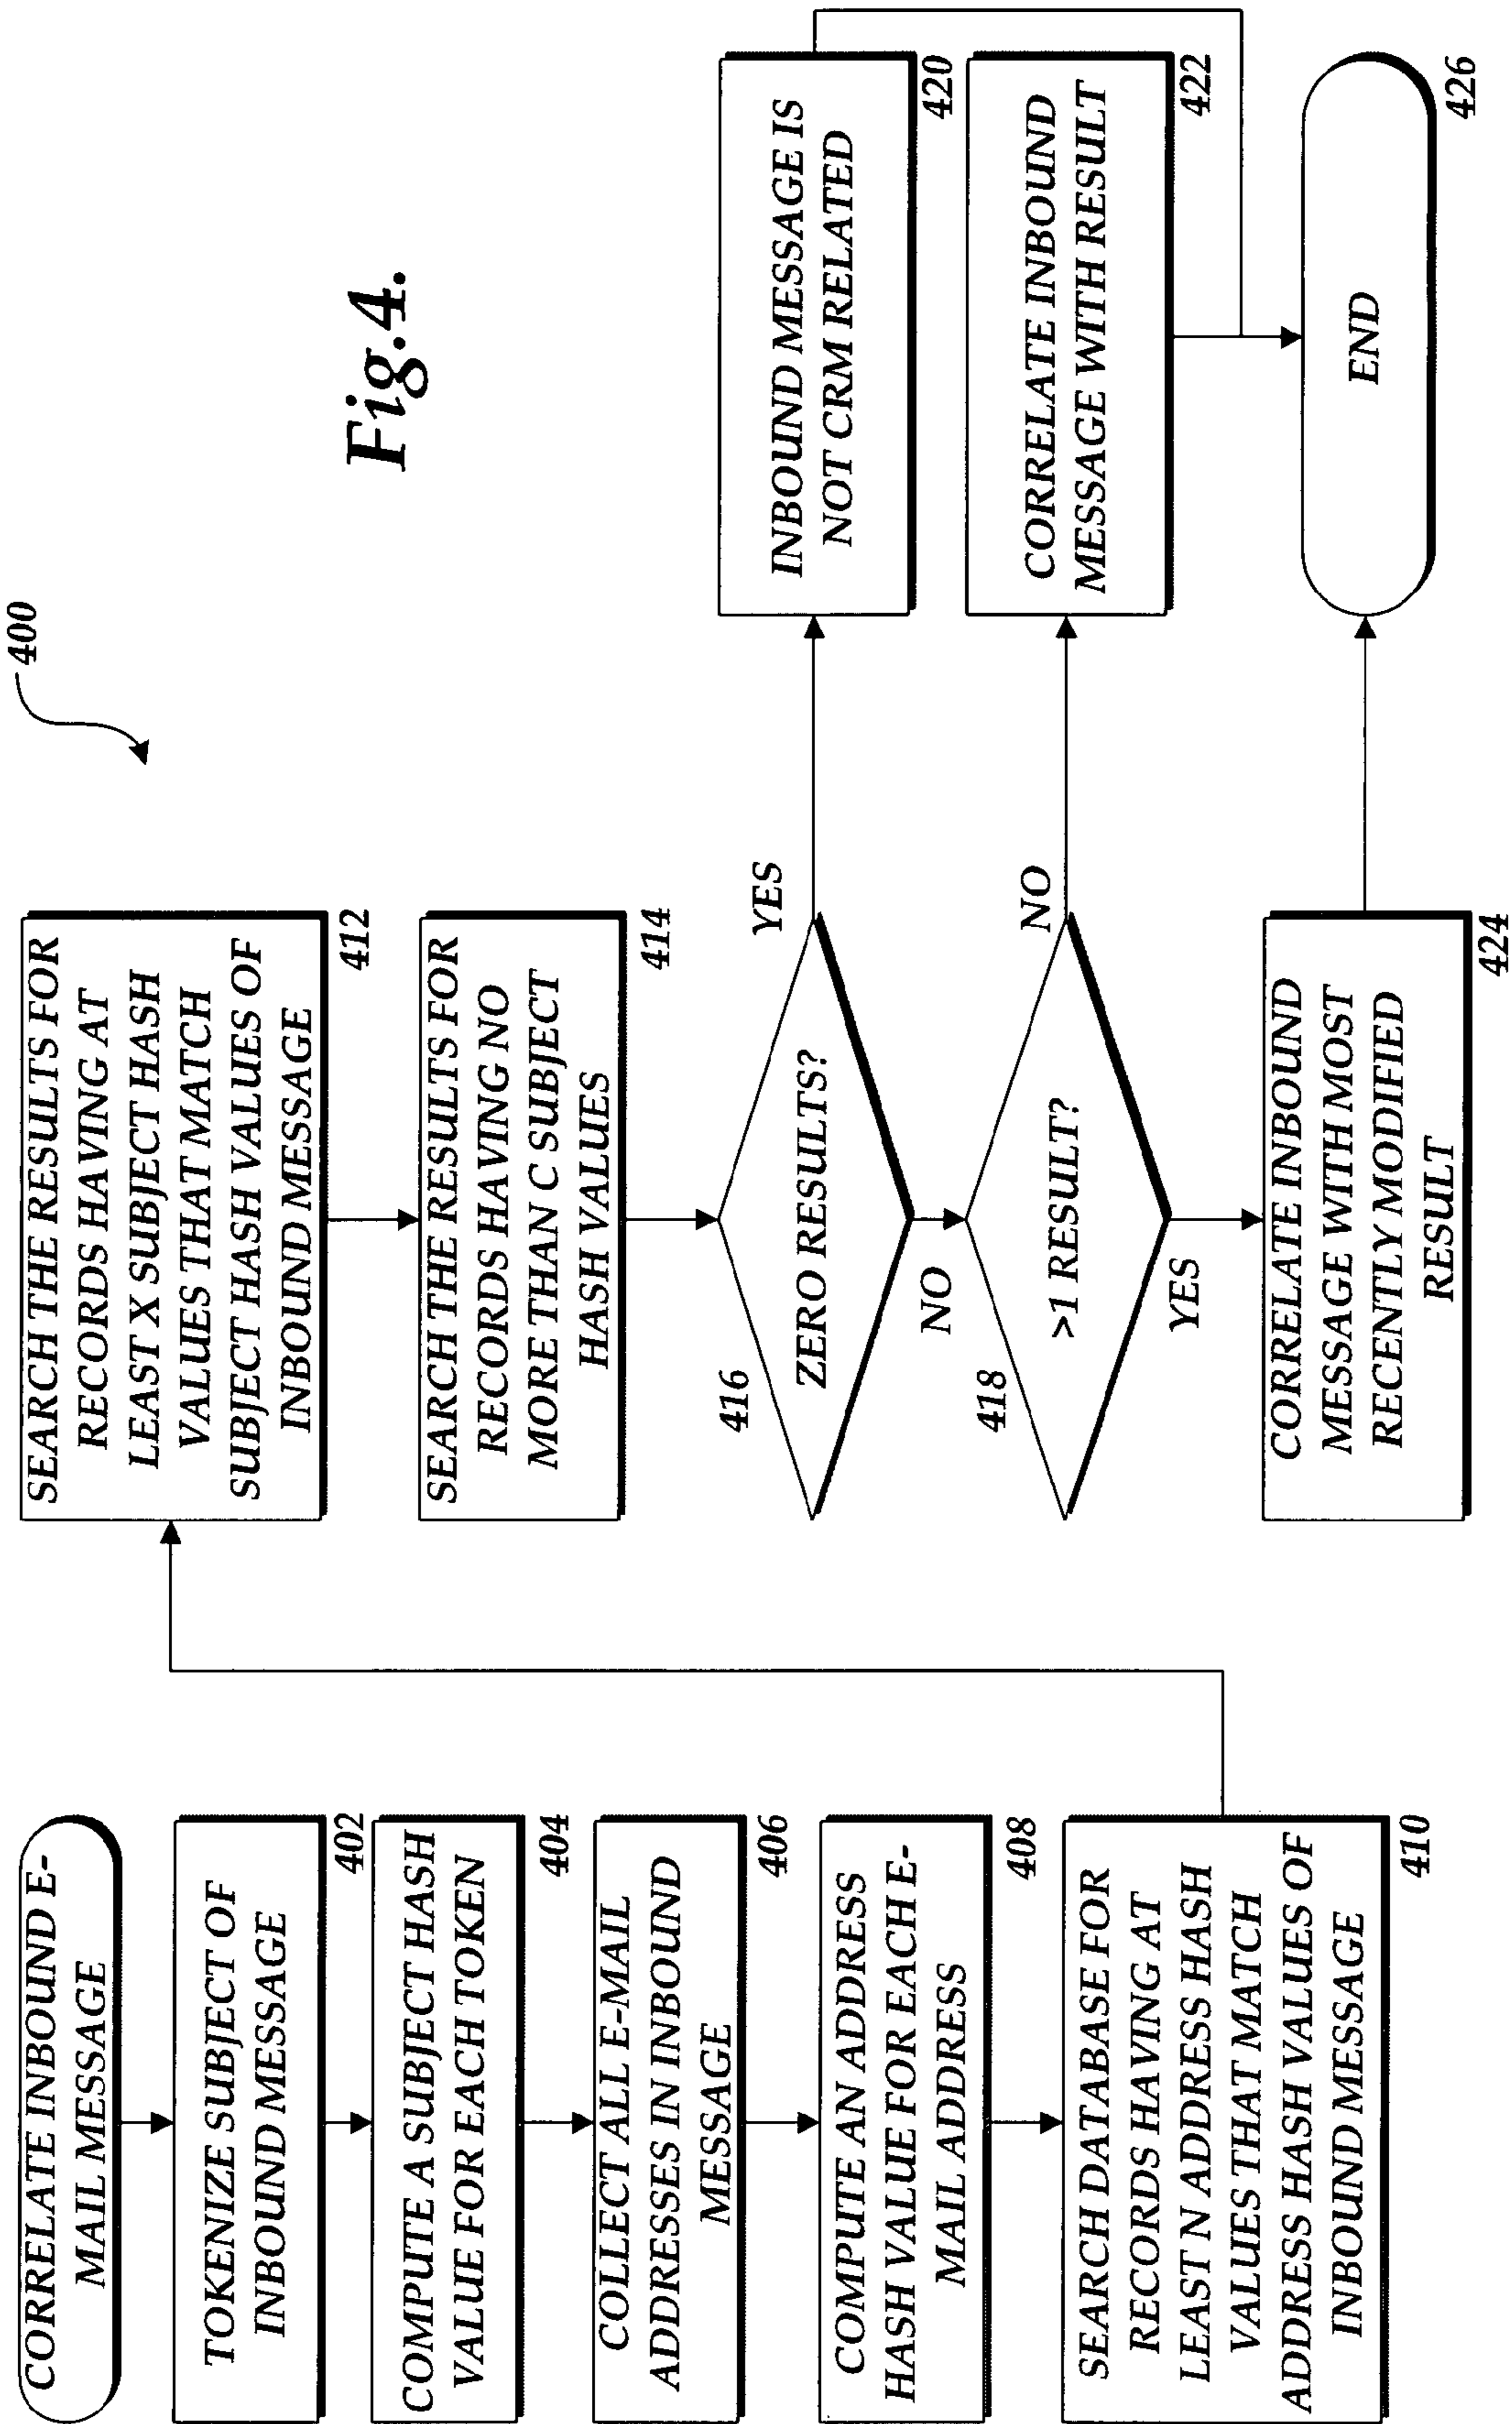 400
CORRELATE INBOUND E-
MAIL MESSAGE
TOKENIZE SUBJECT OF
INBOUND MESSAGE
402
COMPUTE A SUBJECT HASH
VALUE FOR EACH TOKEN
404
COLLECT ALL E-MAIL
ADDRESSES IN INBOUND
MESSAGE
406
COMPUTE AN ADDRESS
HASH VALUE FOR EACH E-
MAIL ADDRESS
408
SEARCH DATABASE FOR
RECORDS HAVING AT
LEAST N ADDRESS HASH
VALUES THAT MATCH
ADDRESS HASH VALUES OF
INBOUND MESSAGE
410
SEARCH THE RESULTS FOR
RECORDS HAVING AT
LEAST X SUBJECT HASH
VALUES THAT MATCH
SUBJECT HASH VALUES OF
INBOUND MESSAGE
412
SEARCH THE RESULTS FOR
RECORDS HAVING NO
MORE THAN C SUBJECT
HASH VALUES
414
416
ZERO RESULTS?
YES
NO
418
>1 RESULT?
NO
YES
CORRELATE INBOUND
MESSAGE WITH MOST
RECENTLY MODIFIED
RESULT
424
INBOUND MESSAGE IS
NOT CRM RELATED
420
CORRELATE INBOUND
MESSAGE WITH RESULT
422
END
426
Fig.4.